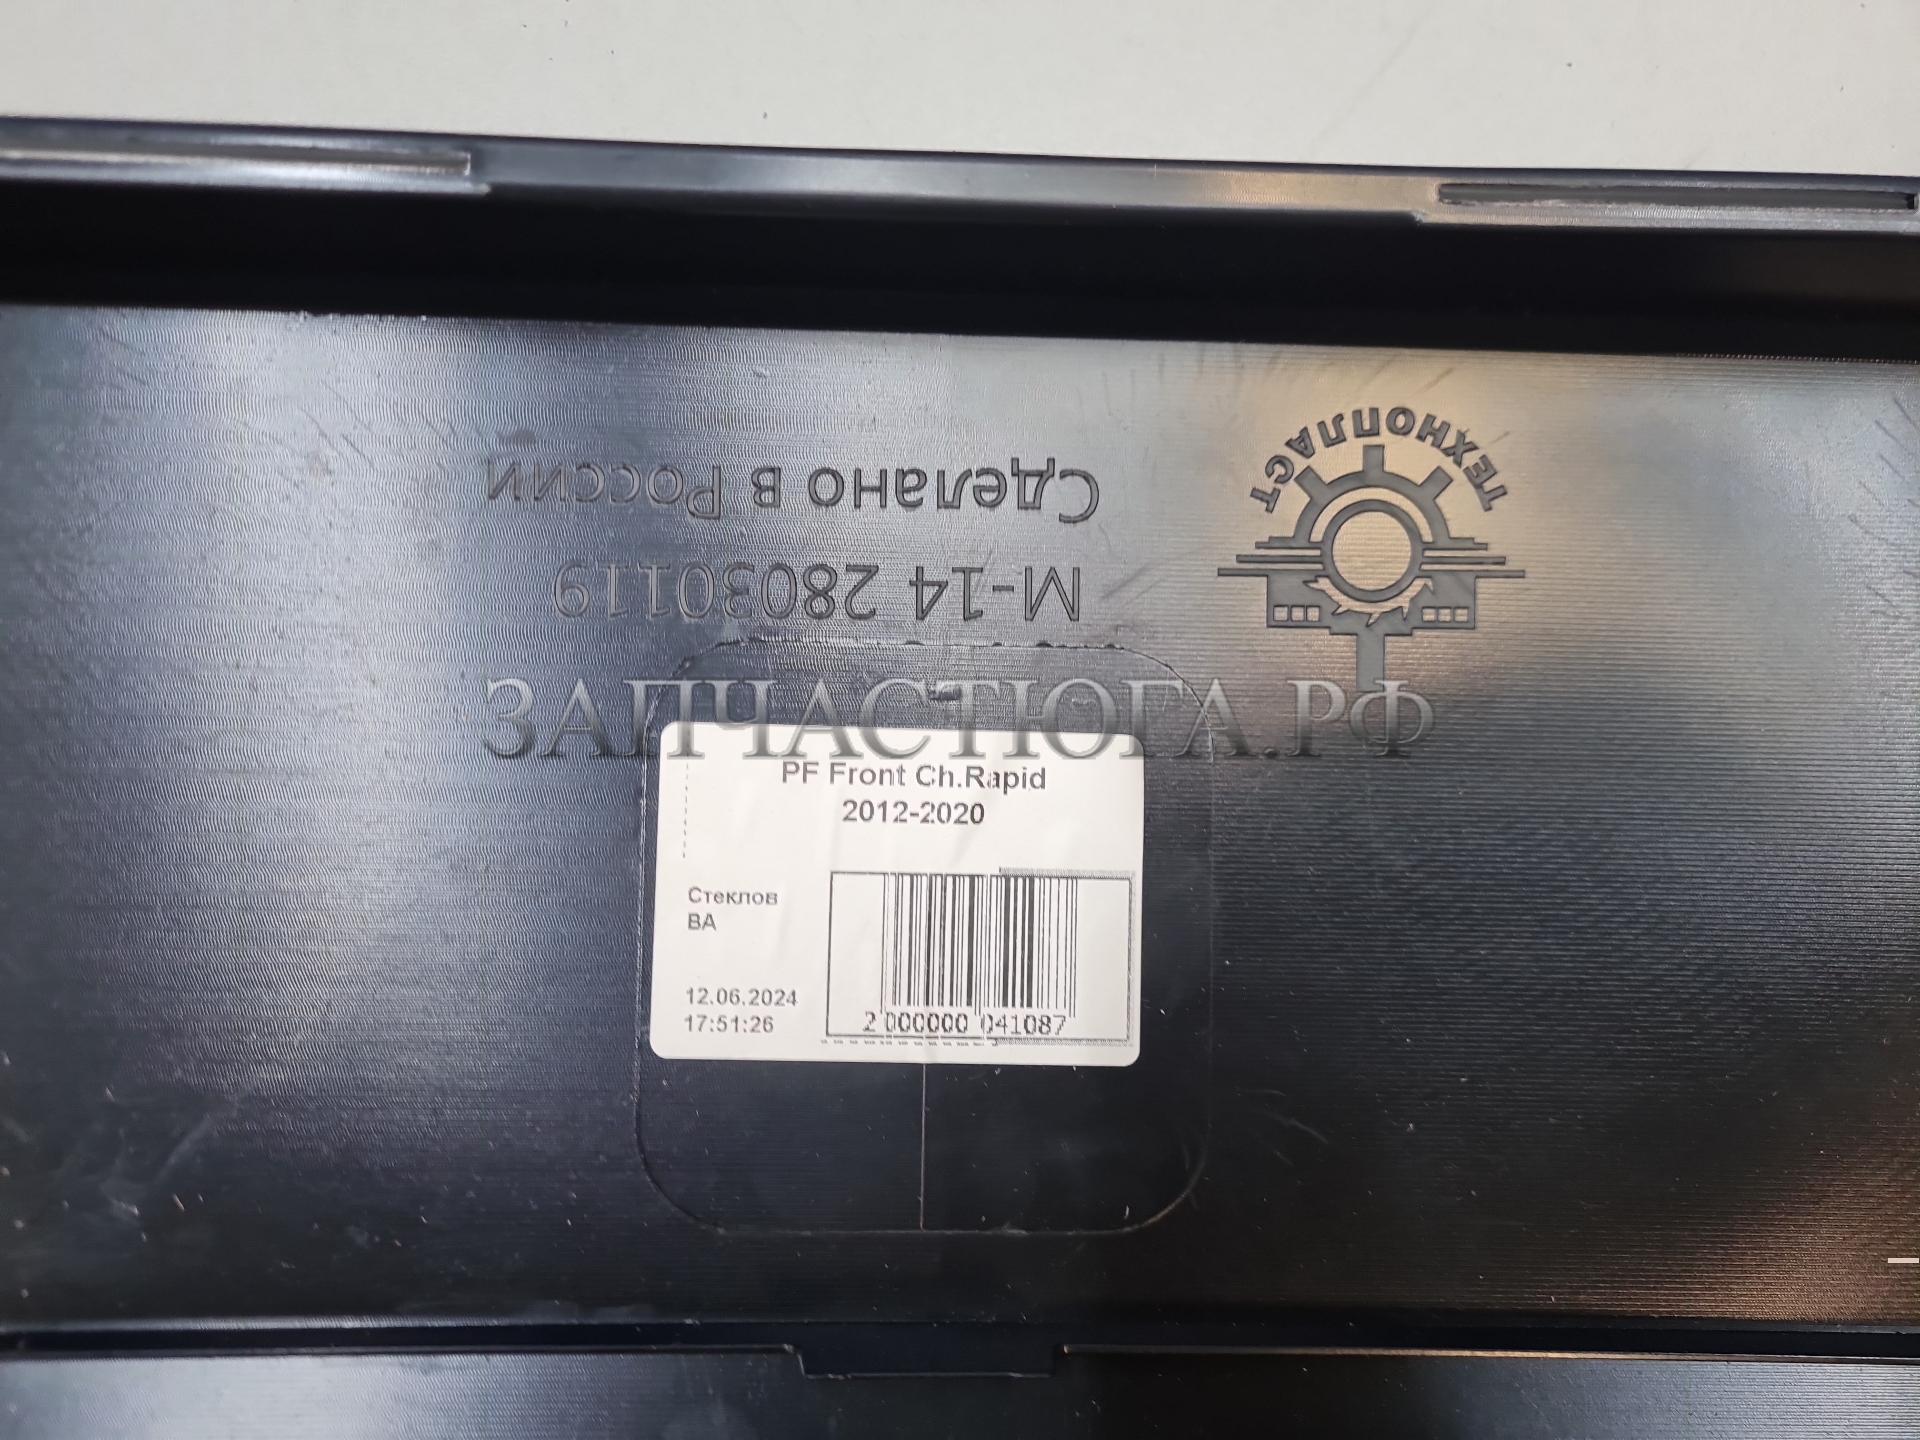 ТЕХНОПЛАСТ
Сделано в России
М-14 28030119
ЗАПЧАСТЮГА.РФ
PF Front Ch.Rapid
2012-2020
Стеклов
ВА
12.06.2024
17:51:26
2 000000 041087